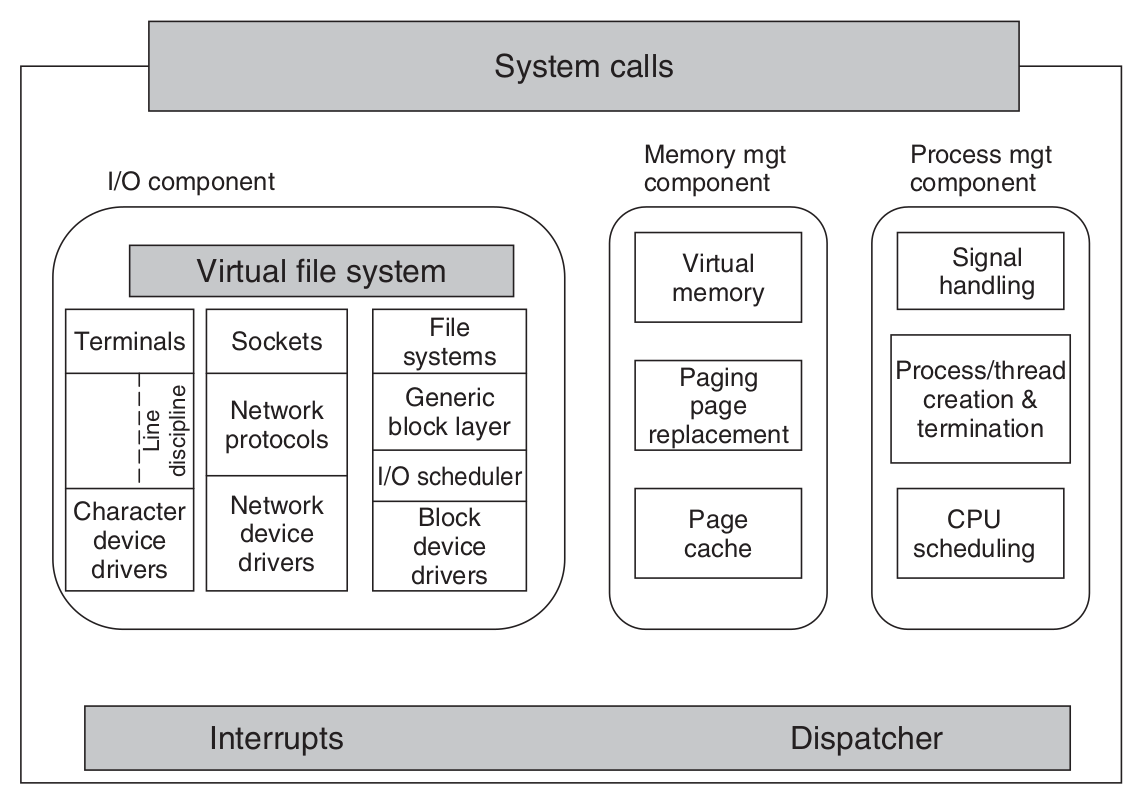 System calls
I/O component
Virtual file system
Terminals
Line
discipline
Character
device
drivers
Sockets
Network
protocols
Network
device
drivers
File
systems
Generic
block layer
I/O scheduler
Block
device
drivers
Memory mgt
component
Virtual
memory
Paging
page
replacement
Page
cache
Process mgt
component
Signal
handling
Process/thread
creation &
termination
CPU
scheduling
Interrupts
Dispatcher